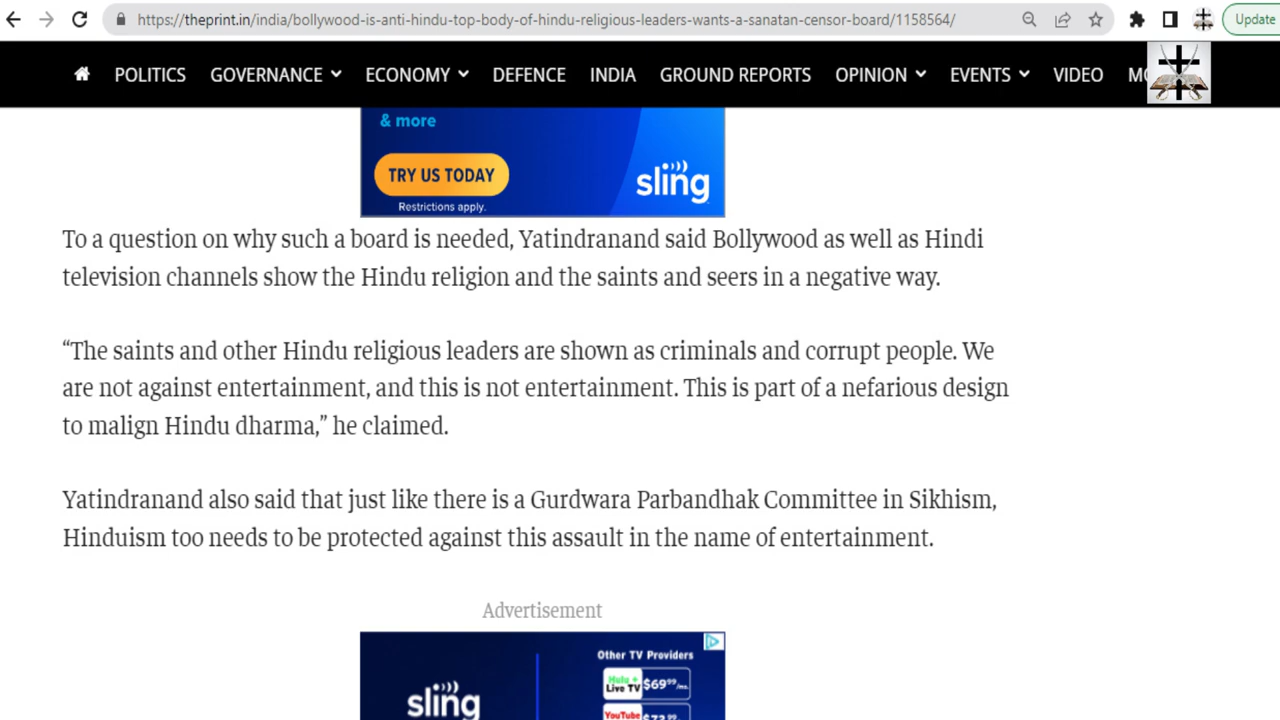 https://theprint.in/india/bollywood-is-anti-hindu-top-body-of-hindu-religious-leaders-wants-a-sanatan-censor-board/1158564/
Update
POLITICS GOVERNANCE ECONOMY DEFENCE INDIA GROUND REPORTS OPINION EVENTS VIDEO
& more
TRY US TODAY
sling
Restrictions apply.
To a question on why such a board is needed, Yatindranand said Bollywood as well as Hindi
television channels show the Hindu religion and the saints and seers in a negative way.
“The saints and other Hindu religious leaders are shown as criminals and corrupt people. We
are not against entertainment, and this is not entertainment. This is part of a nefarious design
to malign Hindu dharma,” he claimed.
Yatindranand also said that just like there is a Gurdwara Parbandhak Committee in Sikhism,
Hinduism too needs to be protected against this assault in the name of entertainment.
Advertisement
Other TV Providers
Hulu +
Live TV
$69⁹⁹/mo.
sling
YouTube